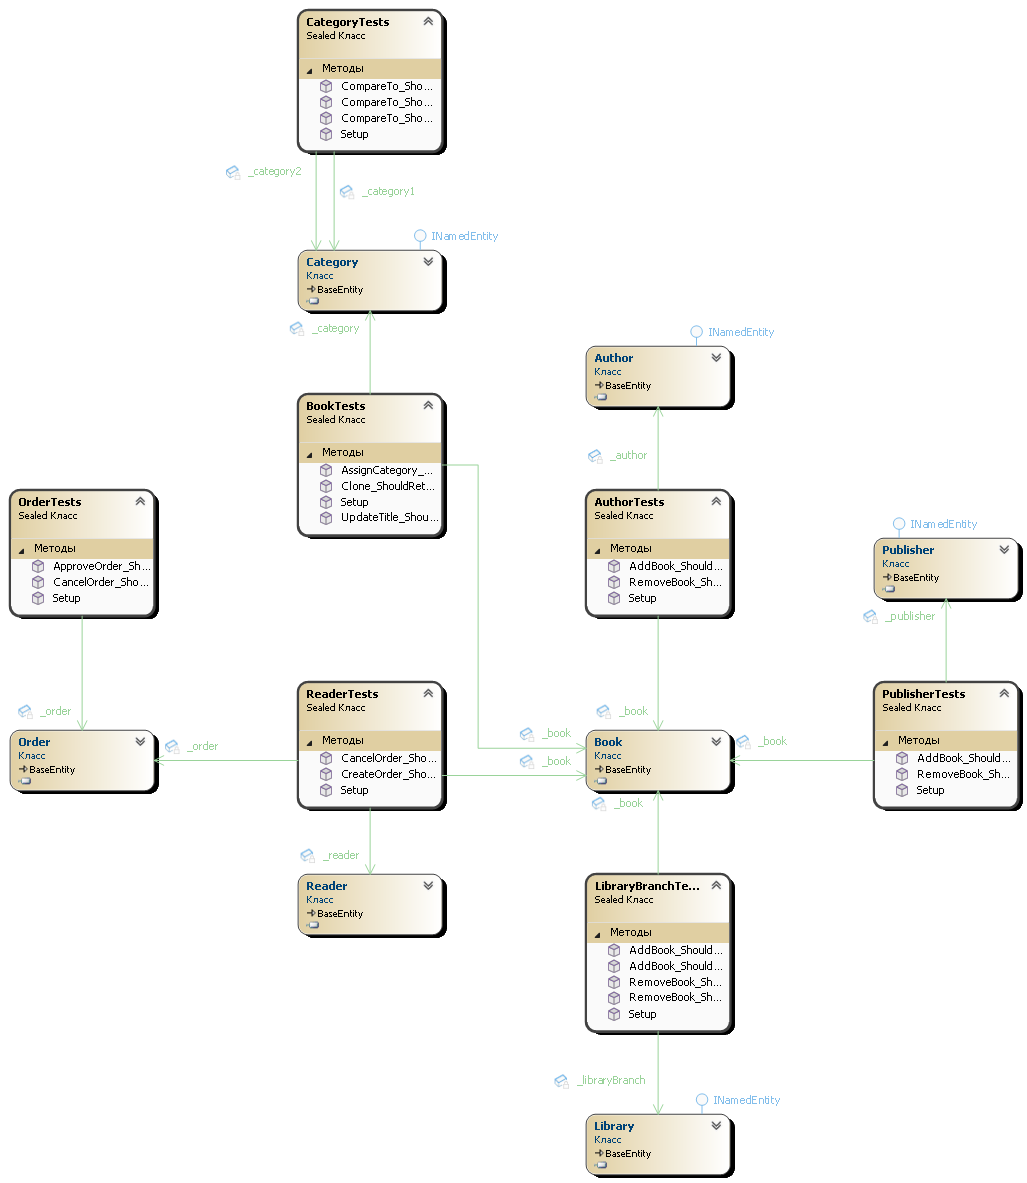 CategoryTests
Sealed Класс
Методы
CompareTo_Sho...
CompareTo_Sho...
CompareTo_Sho...
Setup
_category2
_category1
INamedEntity
Category
Класс
BaseEntity
_category
BookTests
Sealed Класс
Методы
AssignCategory_...
Clone_ShouldRet...
Setup
UpdateTitle_Shou...
INamedEntity
Author
Класс
BaseEntity
_author
AuthorTests
Sealed Класс
Методы
AddBook_Should...
RemoveBook_Sh...
Setup
OrderTests
Sealed Класс
Методы
ApproveOrder_Sh...
CancelOrder_Sho...
Setup
INamedEntity
Publisher
Класс
BaseEntity
_publisher
_order
Order
Класс
BaseEntity
_order
ReaderTests
Sealed Класс
Методы
CancelOrder_Sho...
CreateOrder_Sho...
Setup
_book
_book
_book
Book
Класс
BaseEntity
_book
_book
PublisherTests
Sealed Класс
Методы
AddBook_Should...
RemoveBook_Sh...
Setup
_reader
Reader
Класс
BaseEntity
LibraryBranchTe...
Sealed Класс
Методы
AddBook_Should...
AddBook_Should...
RemoveBook_Sh...
RemoveBook_Sh...
Setup
_libraryBranch
INamedEntity
Library
Класс
BaseEntity